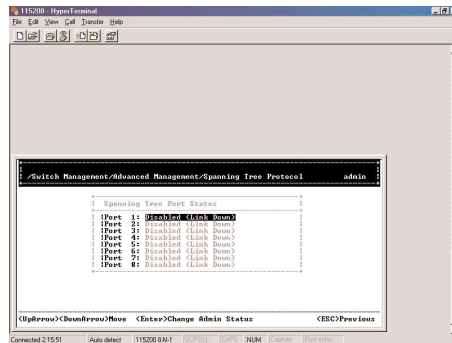 115200 - HyperTerminal
File Edit View Call Transfer Help
/Switch Management/Advanced Management/Spanning Tree Protocol admin
Spanning Tree Port States
!Port 1: Disabled <Link Down>
!Port 2: Disabled <Link Down>
!Port 3: Disabled <Link Down>
!Port 4: Disabled <Link Down>
!Port 5: Disabled <Link Down>
!Port 6: Disabled <Link Down>
!Port 7: Disabled <Link Down>
!Port 8: Disabled <Link Down>
<UpArrow><DownArrow>Move <Enter>Change Admin Status <ESC>Previous
Connected 2:15:51 Auto detect 115200 8-N-1 SCROLL CAPS NUM Capture Print echo